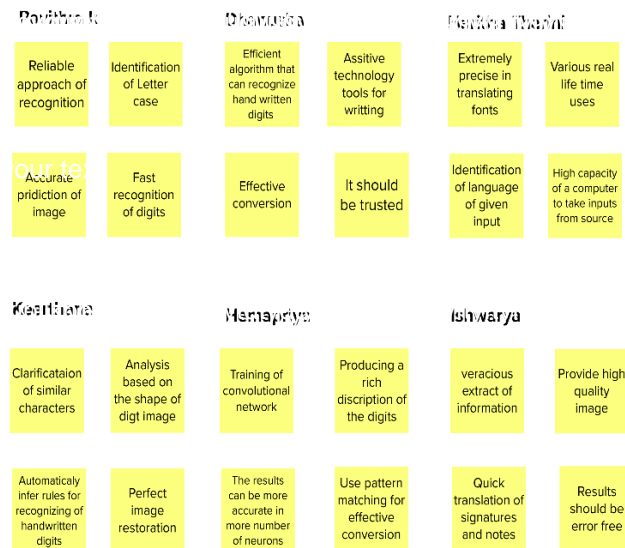 Pavithra k
Reliable
approach of
recognition
Identification
of Letter
case
Accurate
pridiction of
image
Fast
recognition
of digits
Efficient
algorithm that
can recognize
hand written
digits
Assitive
technology
tools for
writting
Effective
conversion
It should
be trusted
Extremely
precise in
translating
fonts
Various real
life time
uses
Identification
of language
of given
input
High capacity
of a computer
to take inputs
from source
Keerthana
Clarificataion
of similar
characters
Analysis
based on
the shape of
digt image
Automaticaly
infer rules for
recognizing of
handwritten
digits
Perfect
image
restoration
Hemapriya
Training of
convolutional
network
Producing a
rich
discription of
the digits
The results
can be more
accurate in
more number
of neurons
Use pattern
matching for
effective
conversion
Ishwarya
veracious
extract of
information
Provide high
quality
image
Quick
translation of
signatures
and notes
Results
should be
error free